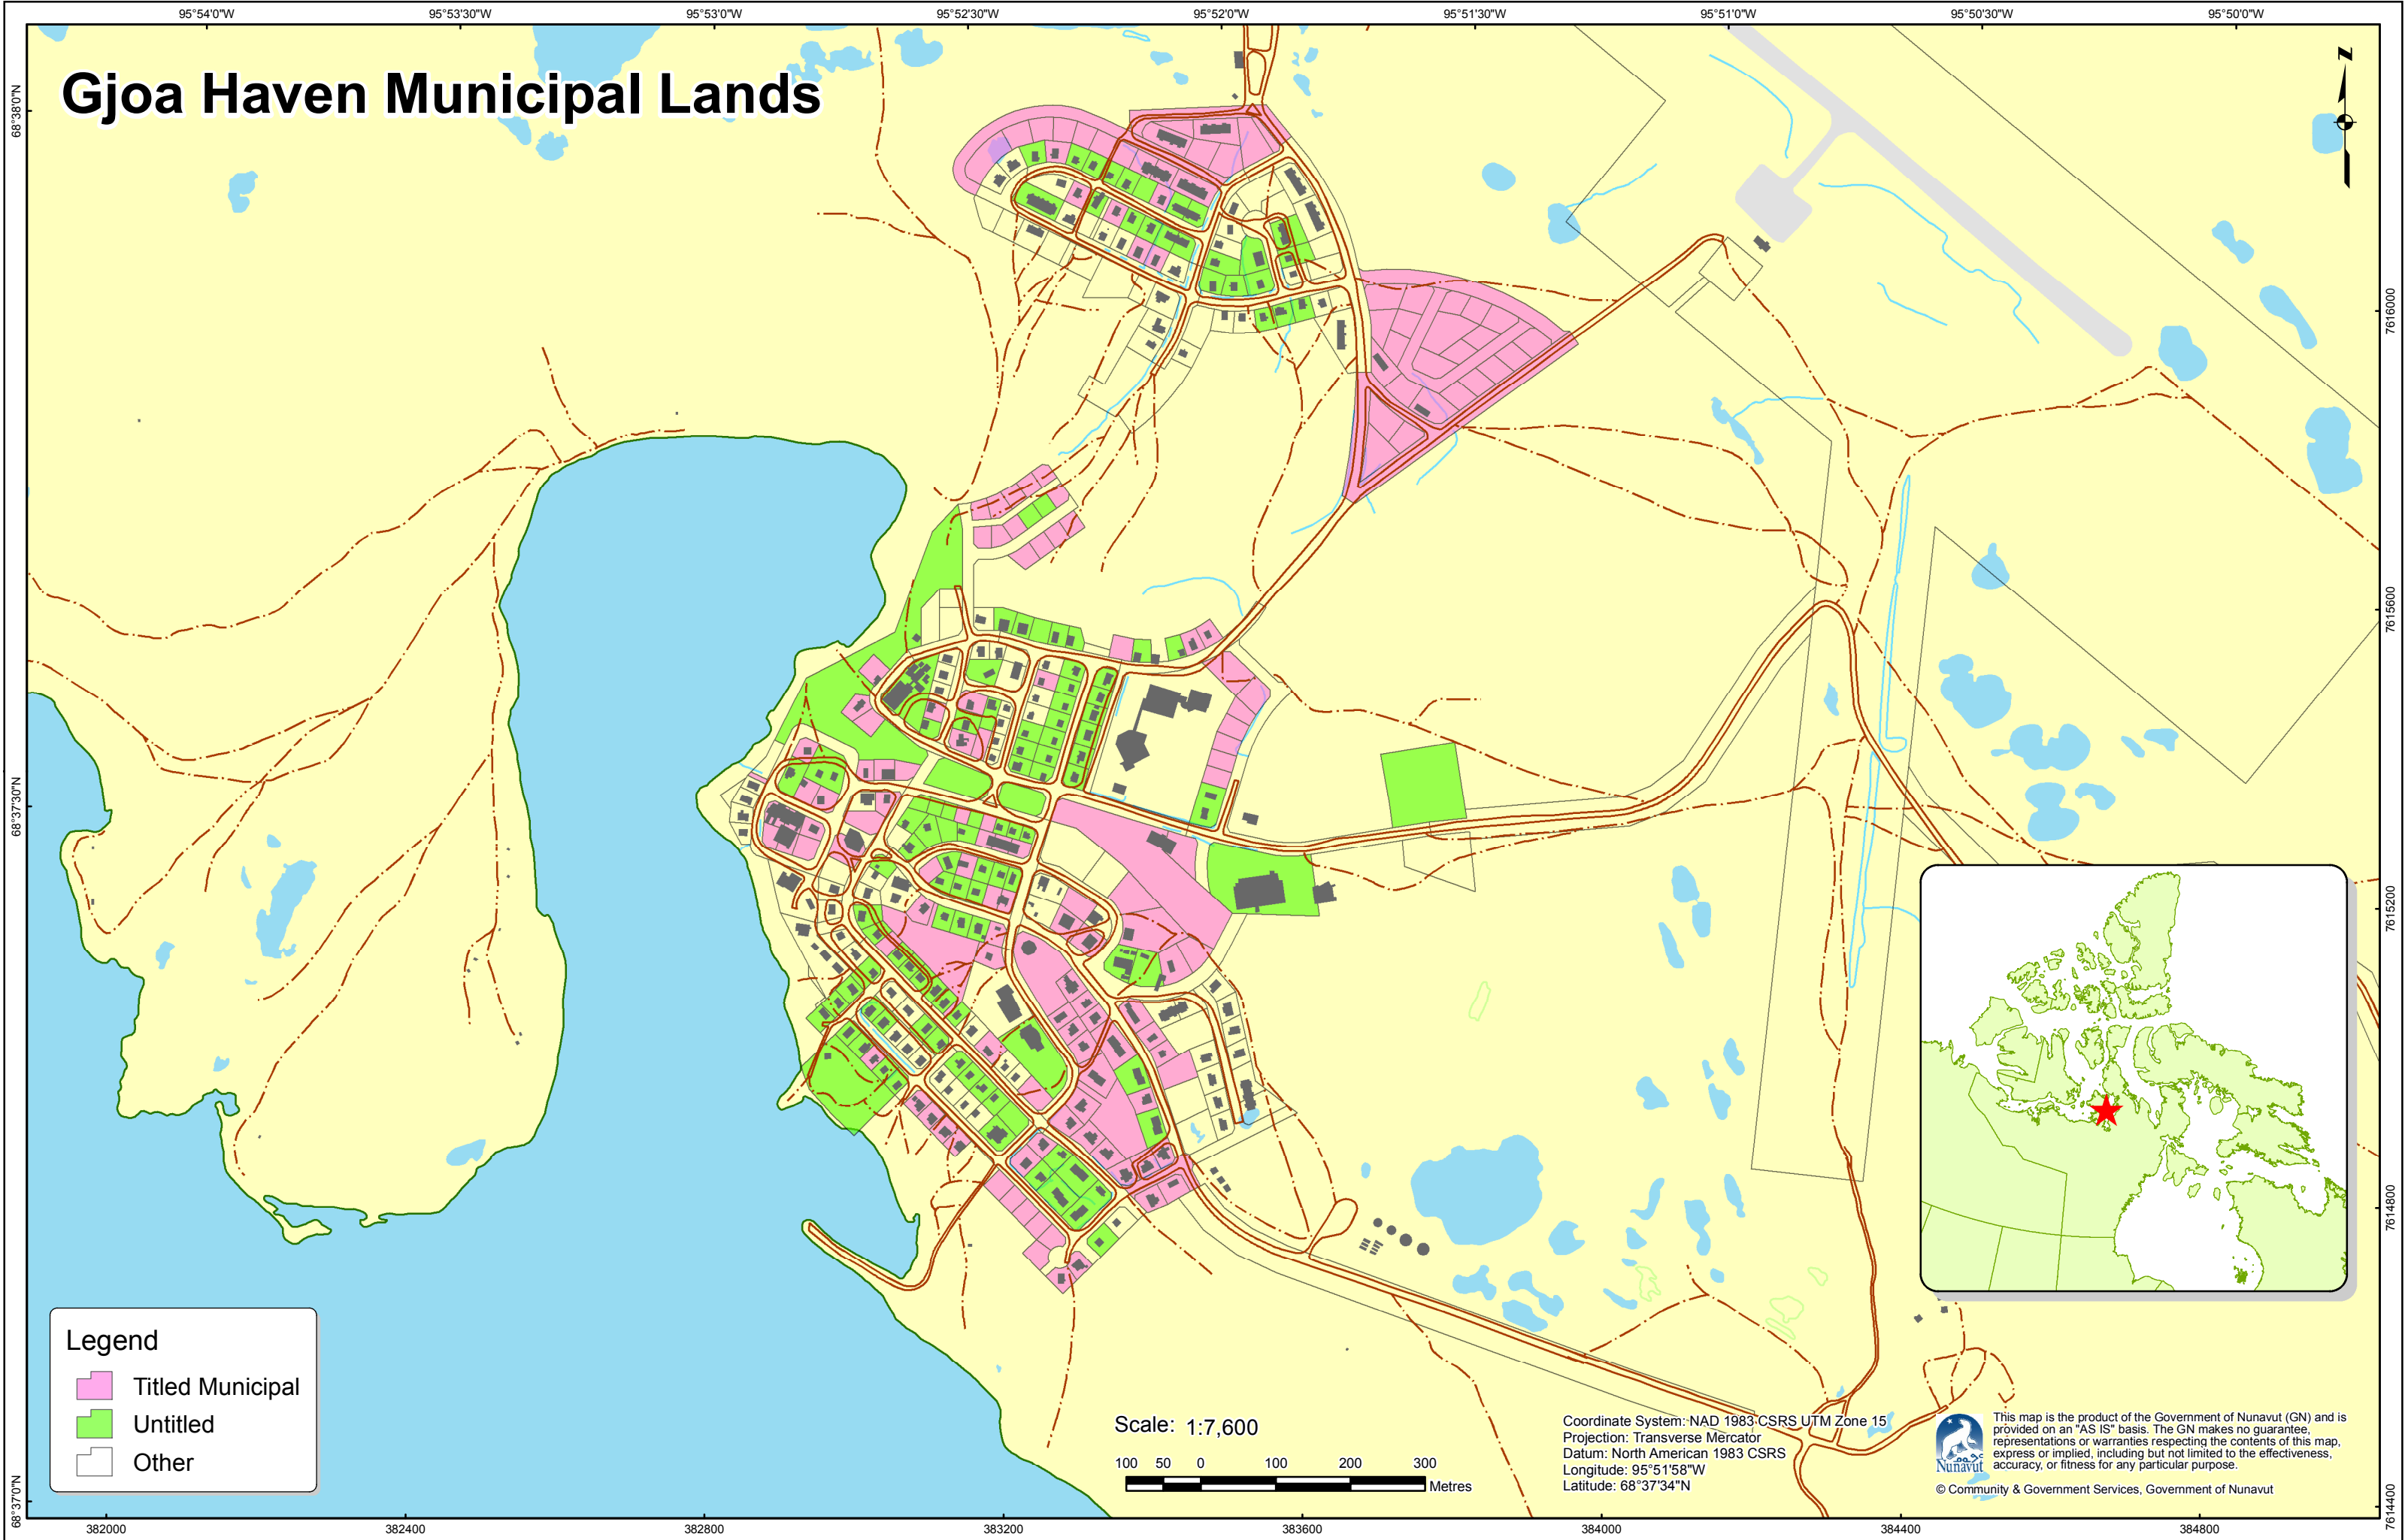 95°54'0"W 95°53'30"W 95°53'0"W 95°52'30"W 95°52'0"W 95°51'30"W 95°51'0"W 95°50'30"W 95°50'0"W
Gjoa Haven Municipal Lands
N
68°38'0"N
68°37'30"N
68°37'0"N
7616000
7615600
7615200
7614800
7614400
Legend
Titled Municipal
Untitled
Other
Scale: 1:7,600
100 50 0 100 200 300
Metres
Coordinate System: NAD 1983 CSRS UTM Zone 15
Projection: Transverse Mercator
Datum: North American 1983 CSRS
Longitude: 95°51'58"W
Latitude: 68°37'34"N
Nunavut
This map is the product of the Government of Nunavut (GN) and is
provided on an "AS IS" basis. The GN makes no guarantee,
representations or warranties respecting the contents of this map,
express or implied, including but not limited to the effectiveness,
accuracy, or fitness for any particular purpose.
© Community & Government Services, Government of Nunavut
382000 382400 382800 383200 383600 384000 384400 384800